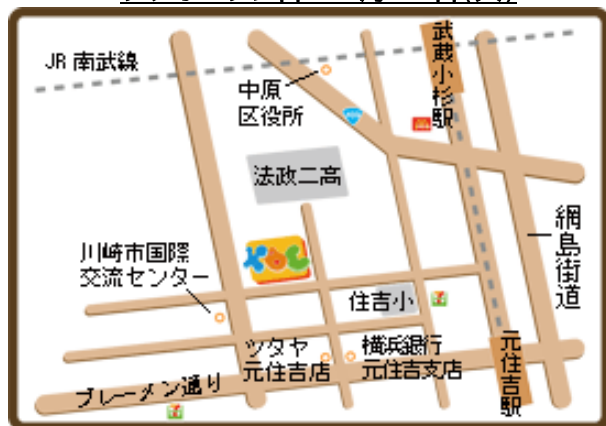 JR 南武線
武蔵小杉駅
中原
区役所
法政二高
網島街道
川崎市国際
交流センター
住吉小
ツタヤ
元住吉店
横浜銀行
元住吉支店
ブレーメン通り
元住吉駅